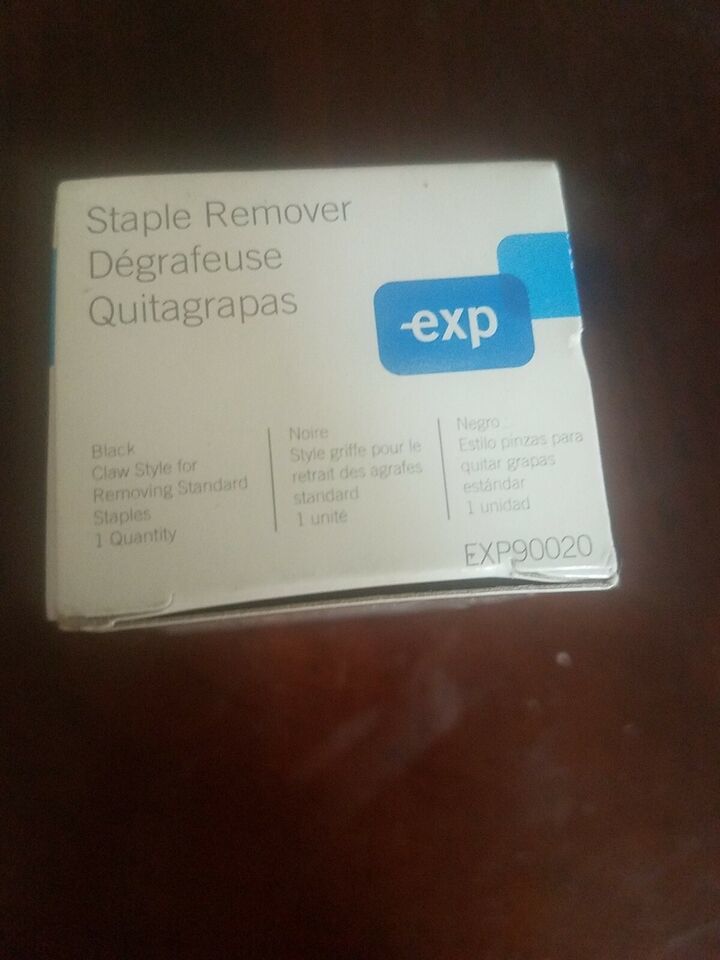 Staple Remover
Dégrafeuse
Quitagrapas
exp
Black
Claw Style for
Removing Standard
Staples
1 Quantity
Noire
Style griffe pour le
retrait des agrafes
standard
1 unité
Negro
Estilo pinzas para
quitar grapas
estándar
1 unidad
EXP90020